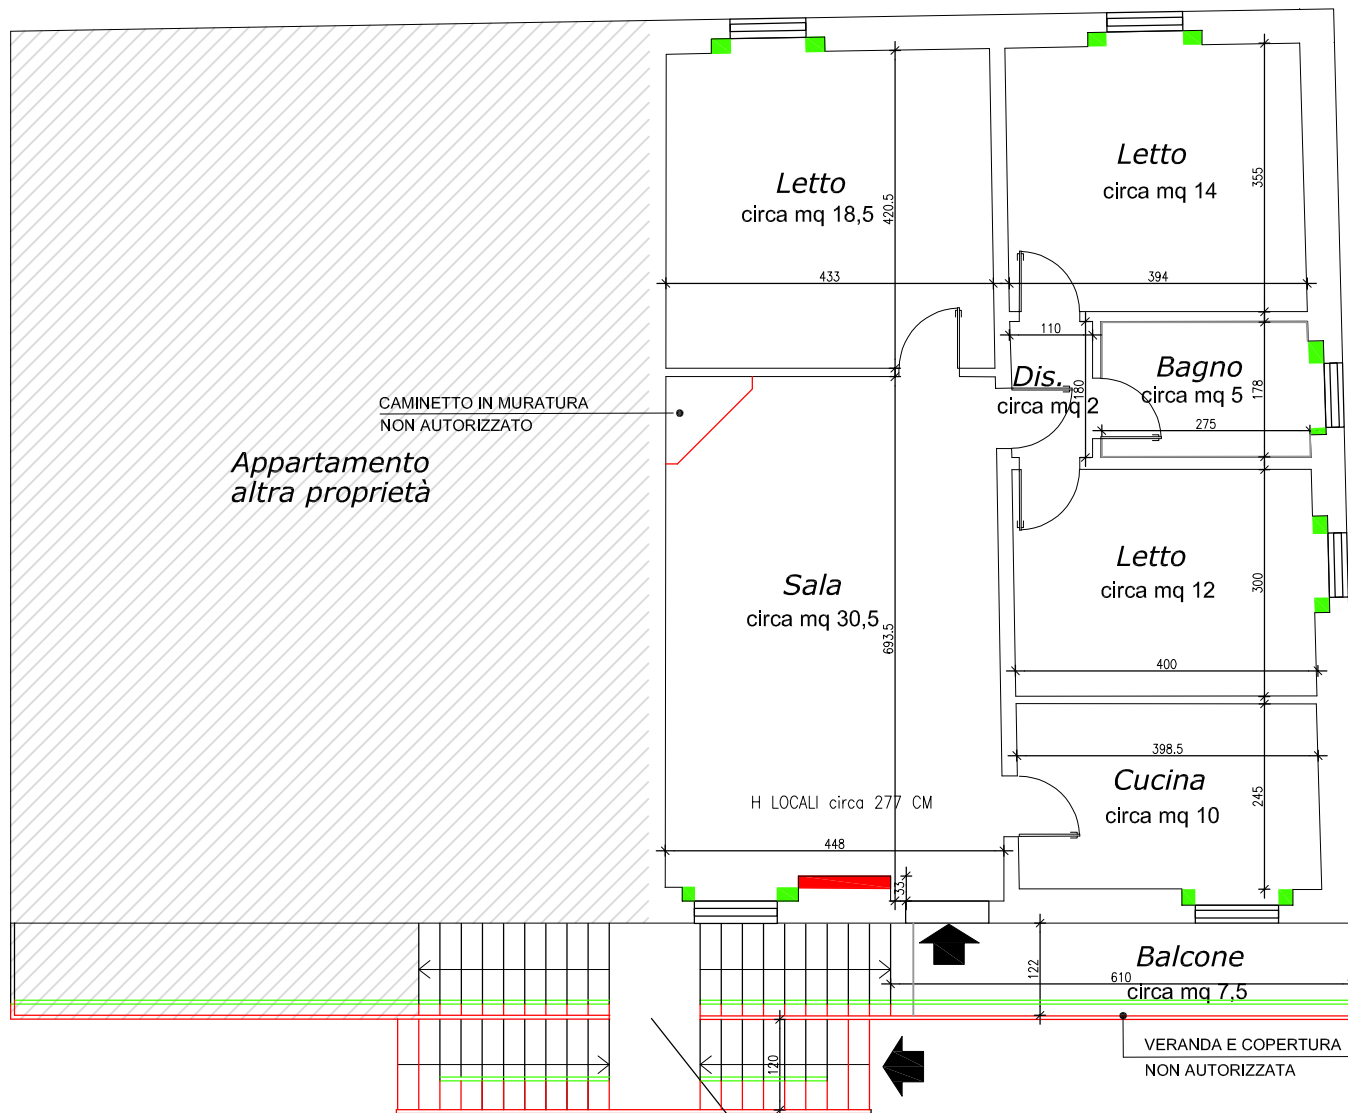 Letto
circa mq 18,5
420.5
433
Letto
circa mq 14
355
394
110
Dis.
circa mq 2
180
Bagno
circa mq 5
178
275
CAMINETTO IN MURATURA
NON AUTORIZZATO
Appartamento
altra proprietà
Sala
circa mq 30,5
693.5
Letto
circa mq 12
300
400
398.5
Cucina
circa mq 10
245
H LOCALI circa 277 CM
448
33
Balcone
610
circa mq 7,5
122
120
VERANDA E COPERTURA
NON AUTORIZZATA